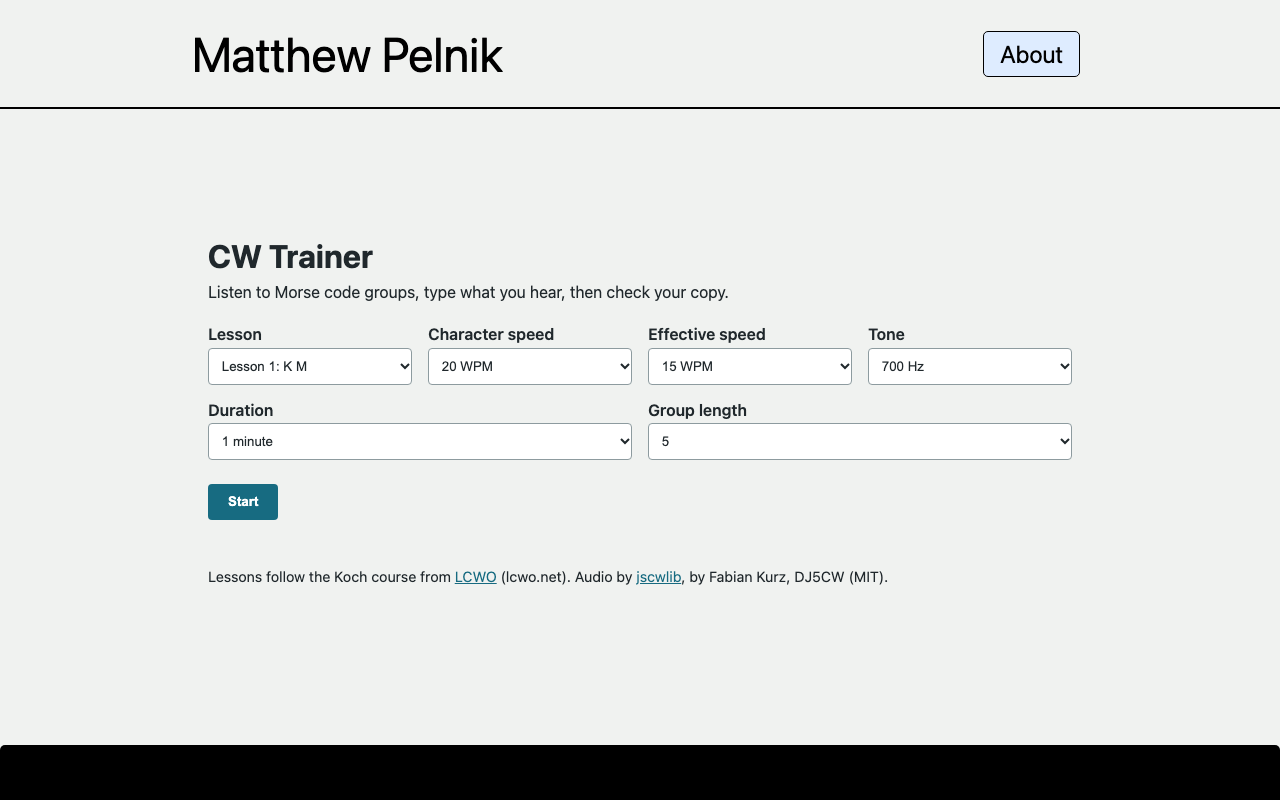 Matthew Pelnik
About
CW Trainer
Listen to Morse code groups, type what you hear, then check your copy.
Lesson Character speed Effective speed Tone
Lesson 1: K M 20 WPM 15 WPM 700 Hz
Duration Group length
1 minute 5
Start
Lessons follow the Koch course from LCWO (lcwo.net). Audio by jscwlib, by Fabian Kurz, DJ5CW (MIT).